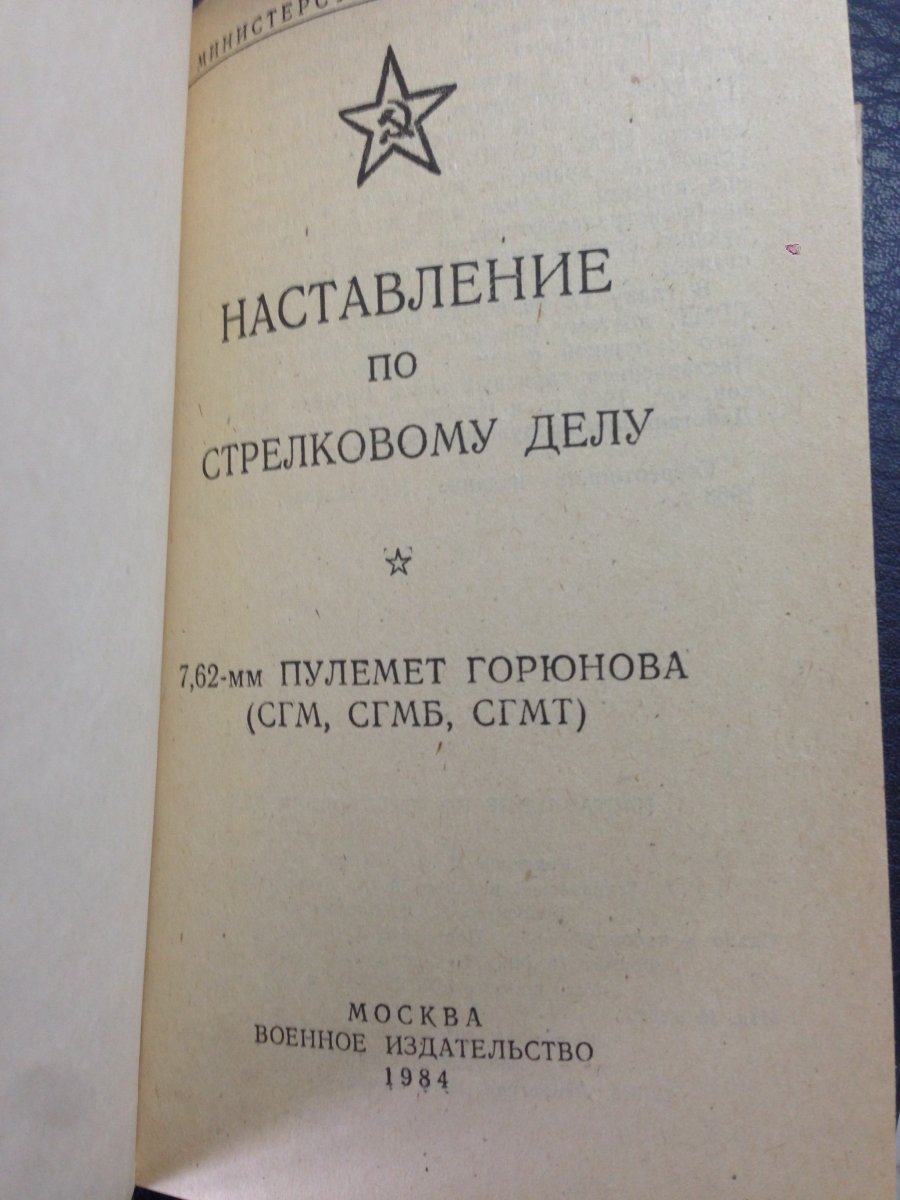 НАСТАВЛЕНИЕ
ПО
СТРЕЛКОВОМУ ДЕЛУ
7,62-мм ПУЛЕМЕТ ГОРЮНОВА
(СГМ, СГМБ, СГМТ)
МОСКВА
ВОЕННОЕ ИЗДАТЕЛЬСТВО
1984